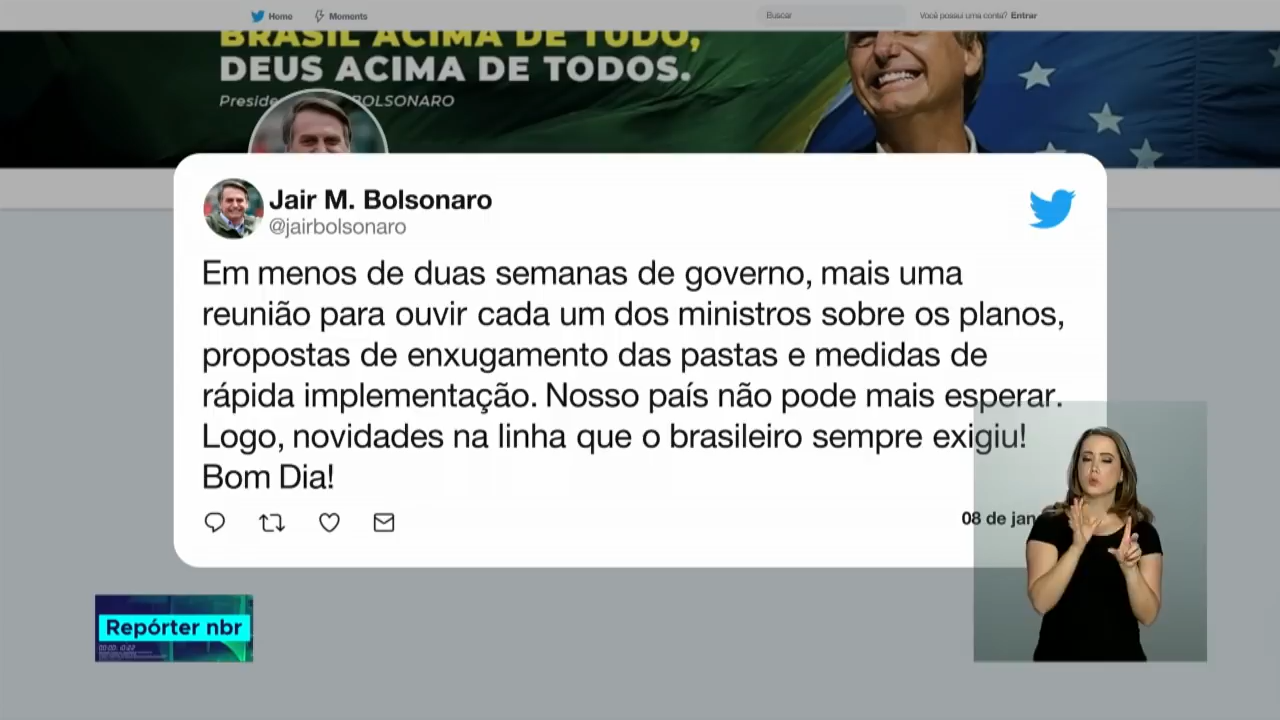 Home
Moments
Buscar
Você possui uma conta? Entrar
BRASIL ACIMA DE TUDO,
DEUS ACIMA DE TODOS.
Preside
BOLSONARO
Jair M. Bolsonaro
@jairbolsonaro
Em menos de duas semanas de governo, mais uma
reunião para ouvir cada um dos ministros sobre os planos,
propostas de enxugamento das pastas e medidas de
rápida implementação. Nosso país não pode mais esperar.
Logo, novidades na linha que o brasileiro sempre exigiu!
Bom Dia!
08 de jan
Repórter nbr